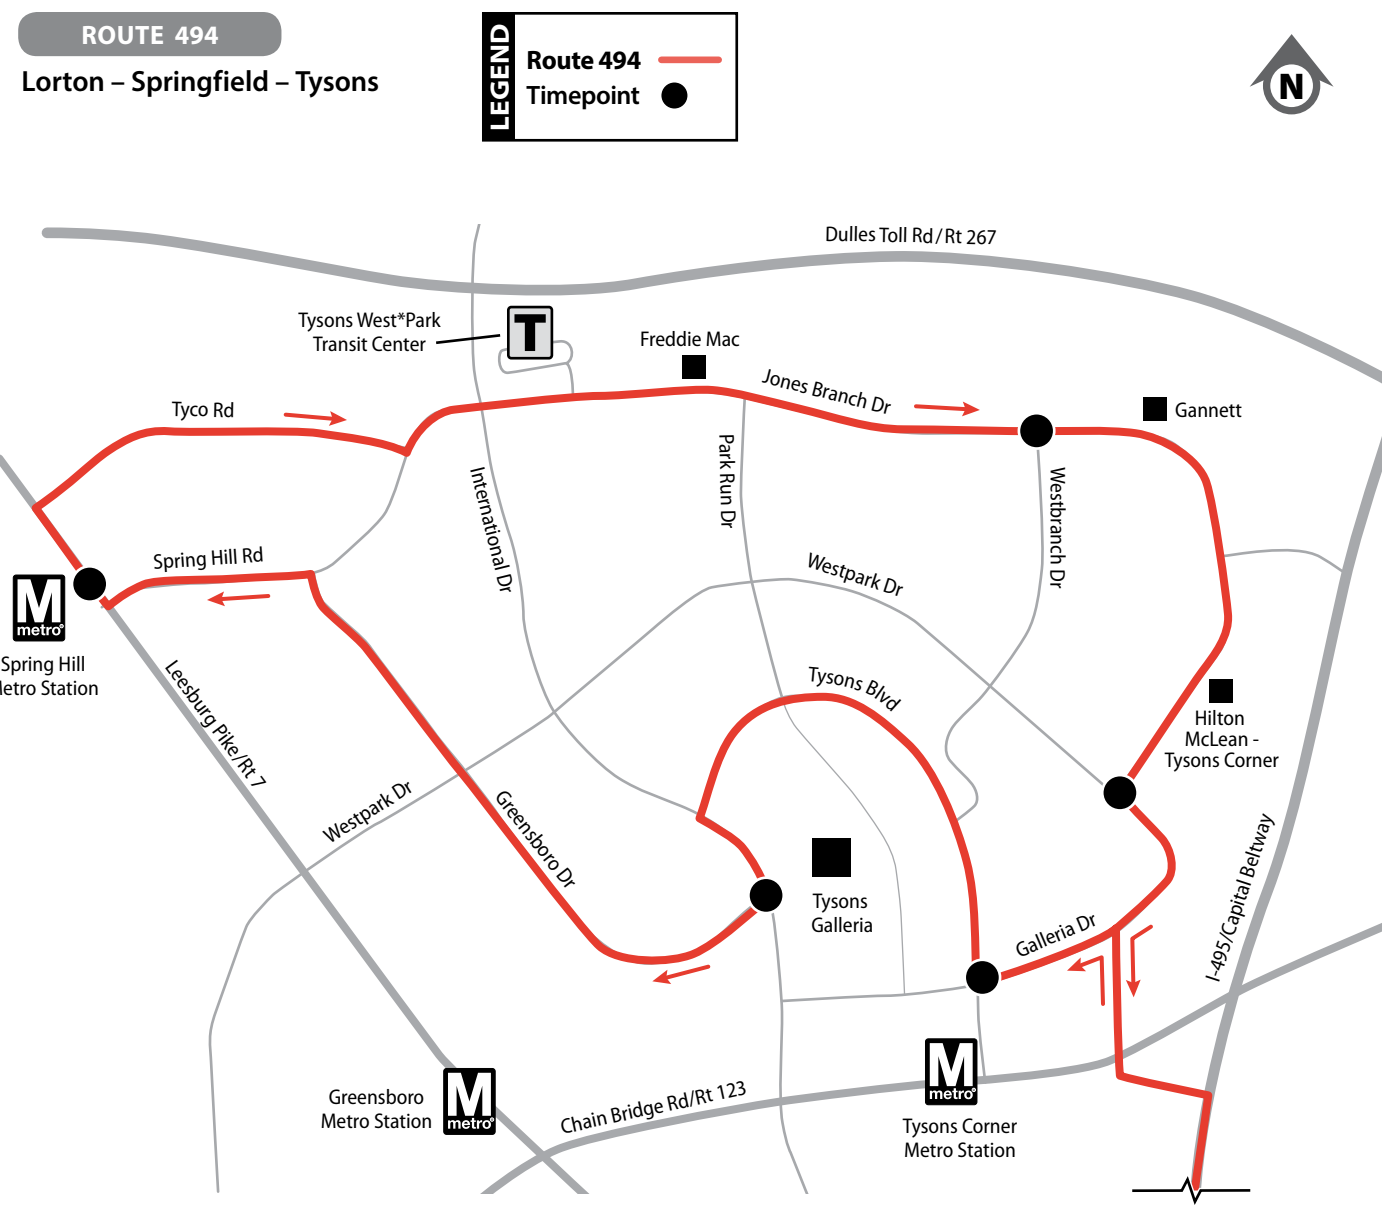 ROUTE 494
Lorton – Springfield – Tysons
LEGEND
Route 494
Timepoint
N
Dulles Toll Rd/Rt 267
Tysons West*Park
Transit Center
T
Freddie Mac
Jones Branch Dr
Gannett
Tyco Rd
International Dr
Park Run Dr
Westbranch Dr
Spring Hill Rd
Westpark Dr
M
metro
Spring Hill
Metro Station
Leesburg Pike/Rt 7
Tysons Blvd
Hilton
McLean -
Tysons Corner
Westpark Dr
Greensboro Dr
Tysons
Galleria
Galleria Dr
I-495/Capital Beltway
Greensboro
Metro Station
M
metro
Chain Bridge Rd/Rt 123
M
metro
Tysons Corner
Metro Station